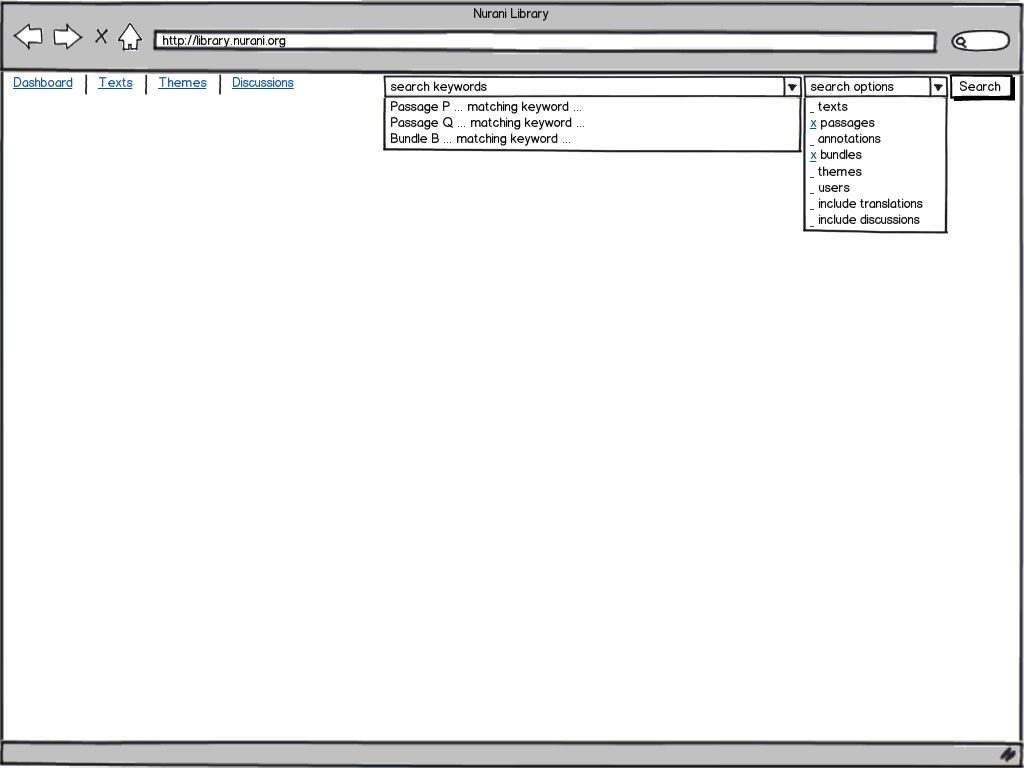 Nurani Library
http://library.nurani.org
Dashboard Texts Themes Discussions
search keywords
search options
Search
Passage P ... matching keyword ...
Passage Q ... matching keyword ...
Bundle B ... matching keyword ...
_ texts
x passages
_ annotations
x bundles
_ themes
_ users
_ include translations
_ include discussions